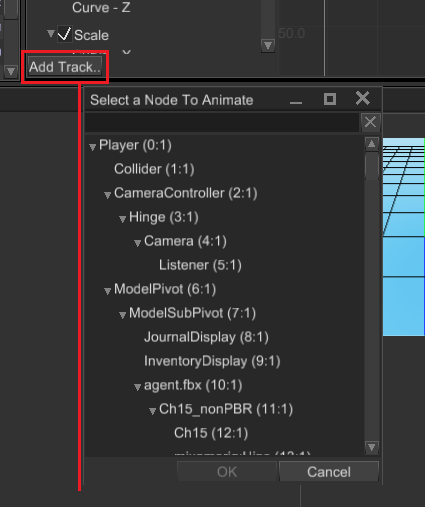 Curve - Z
Scale
50.0
Add Track..
Select a Node To Animate
Player (0:1)
Collider (1:1)
CameraController (2:1)
Hinge (3:1)
Camera (4:1)
Listener (5:1)
ModelPivot (6:1)
ModelSubPivot (7:1)
JournalDisplay (8:1)
InventoryDisplay (9:1)
agent.fbx (10:1)
Ch15_nonPBR (11:1)
Ch15 (12:1)
OK
Cancel